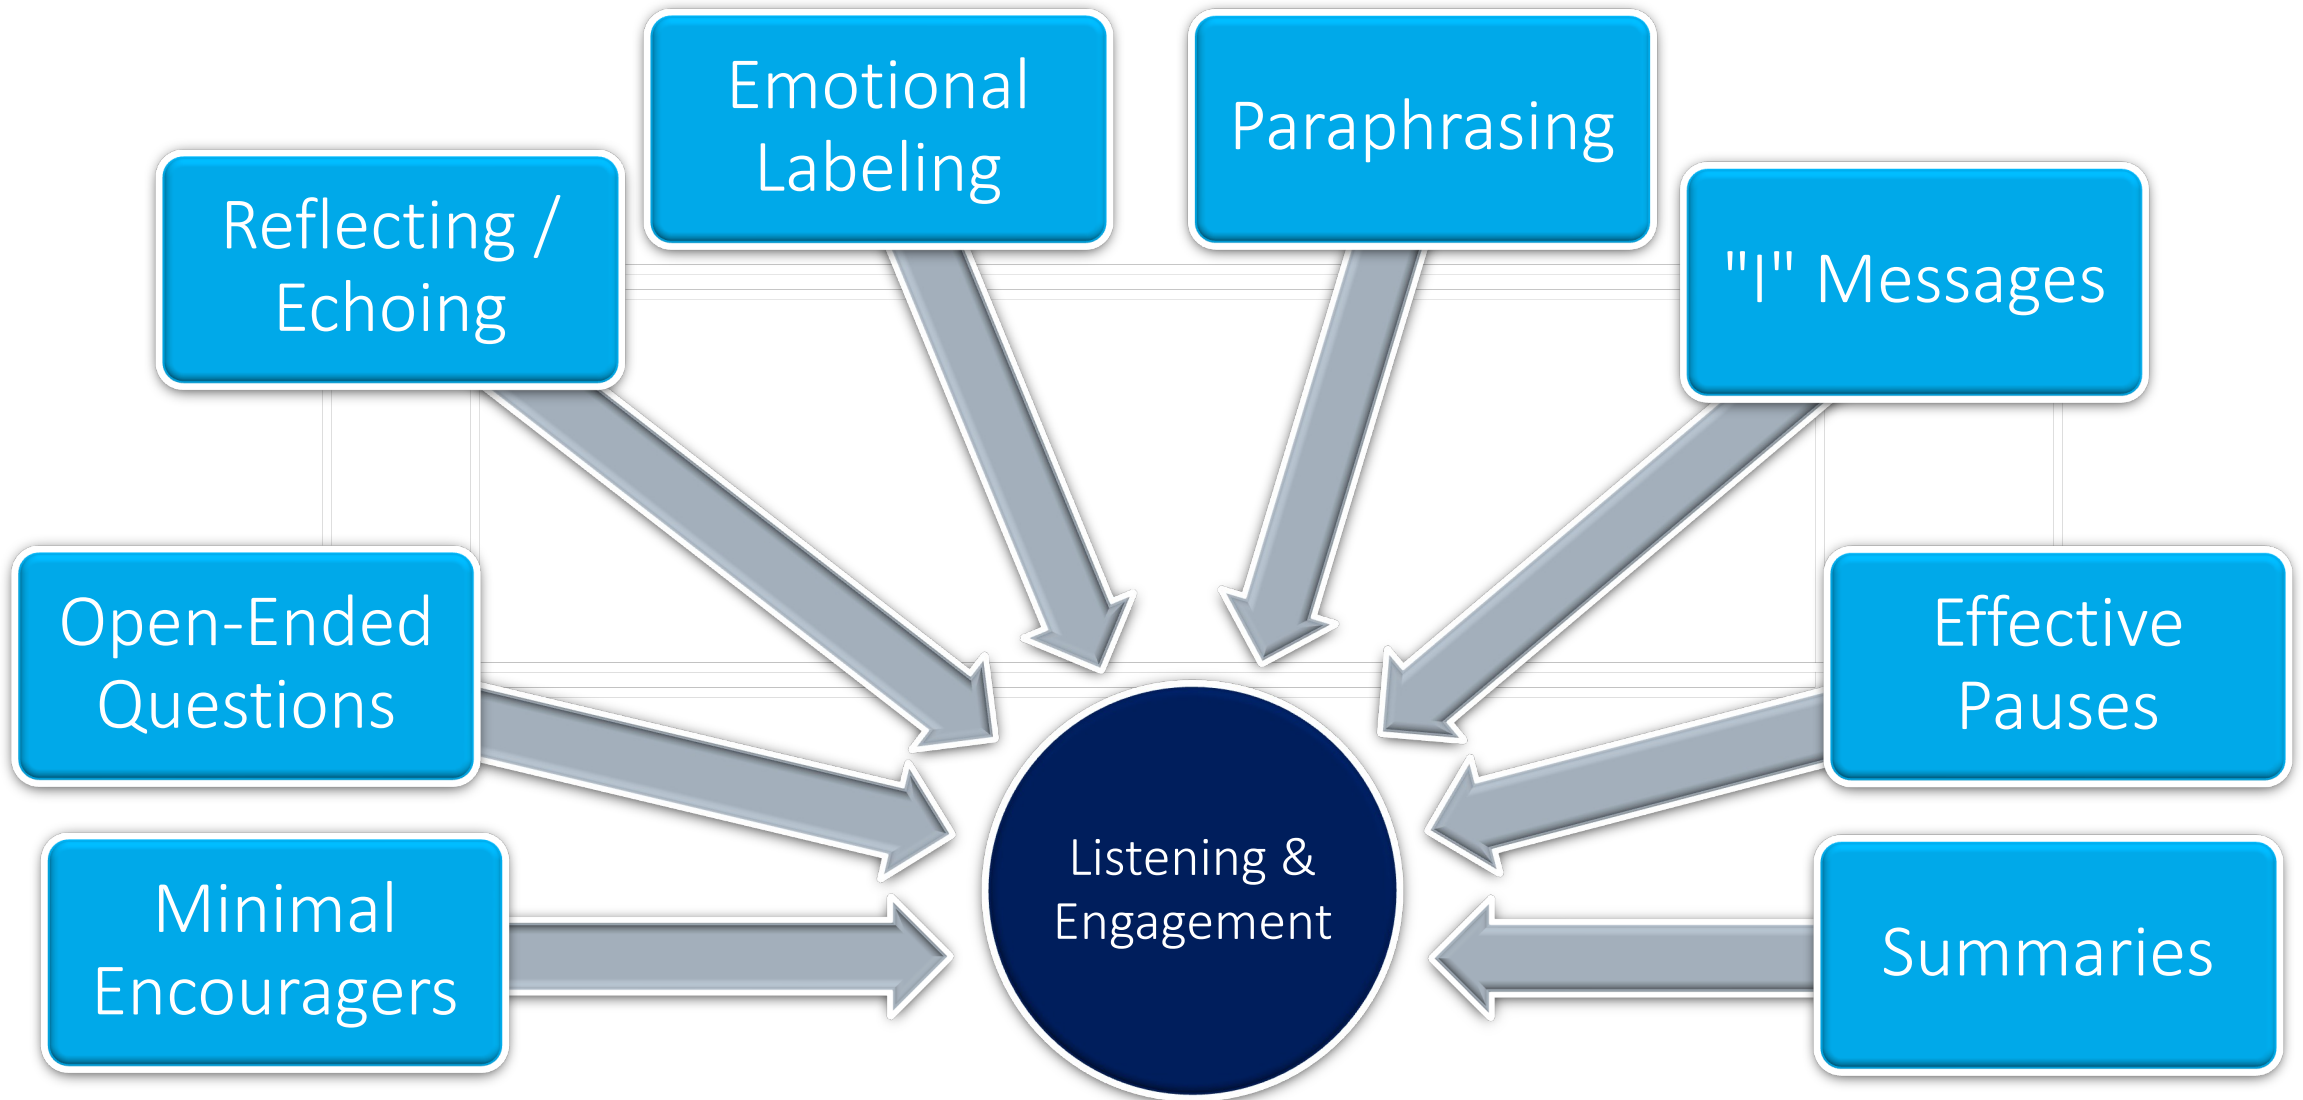 Emotional
Labeling
Paraphrasing
Reflecting /
Echoing
"I" Messages
Open-Ended
Questions
Effective
Pauses
Minimal
Encouragers
Listening &
Engagement
Summaries